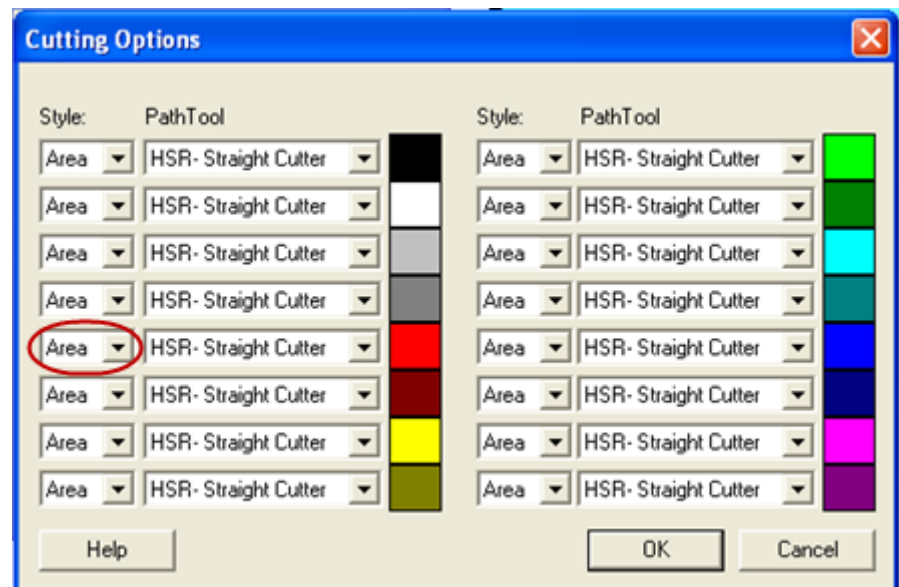 Cutting Options
Style: PathTool Style: PathTool
Area HSR- Straight Cutter Area HSR- Straight Cutter
Area HSR- Straight Cutter Area HSR- Straight Cutter
Area HSR- Straight Cutter Area HSR- Straight Cutter
Area HSR- Straight Cutter Area HSR- Straight Cutter
Area HSR- Straight Cutter Area HSR- Straight Cutter
Area HSR- Straight Cutter Area HSR- Straight Cutter
Area HSR- Straight Cutter Area HSR- Straight Cutter
Area HSR- Straight Cutter Area HSR- Straight Cutter
Help OK Cancel